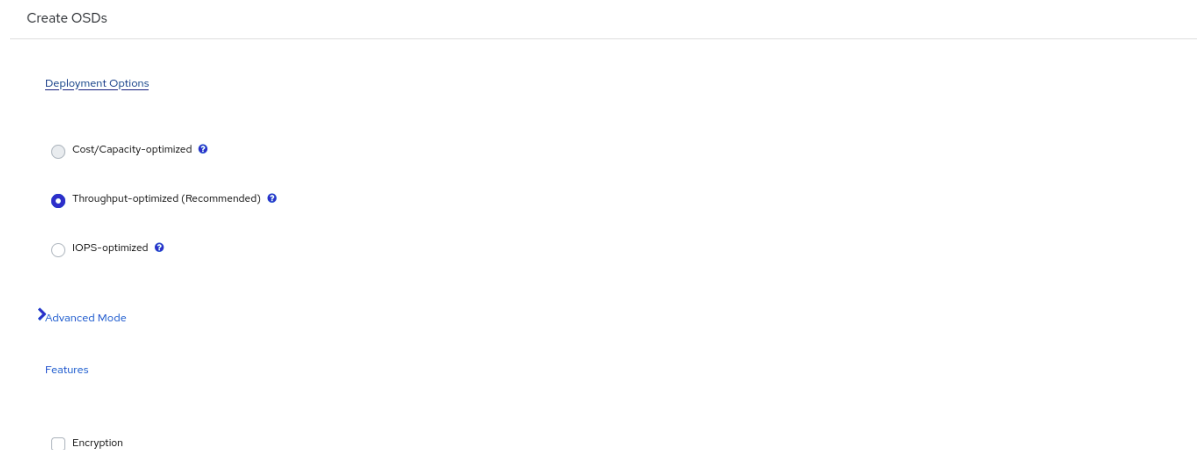 Create OSDs
Deployment Options
Cost/Capacity-optimized
Throughput-optimized (Recommended)
IOPS-optimized
Advanced Mode
Features
Encryption